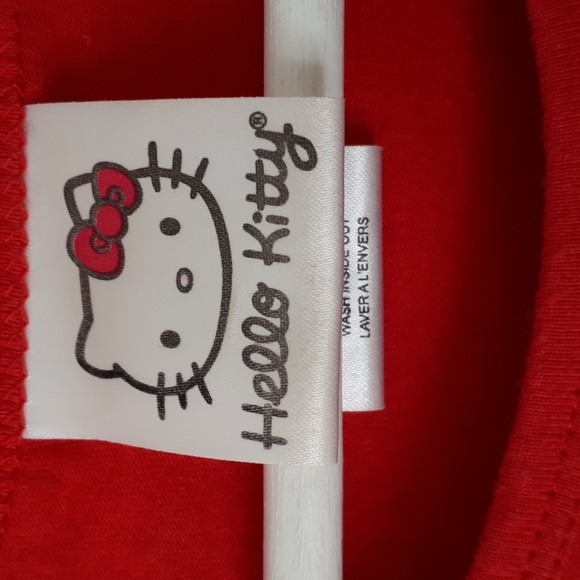 Hello Kitty®
WASH INSIDE OUT
LAVER A L'ENVERS